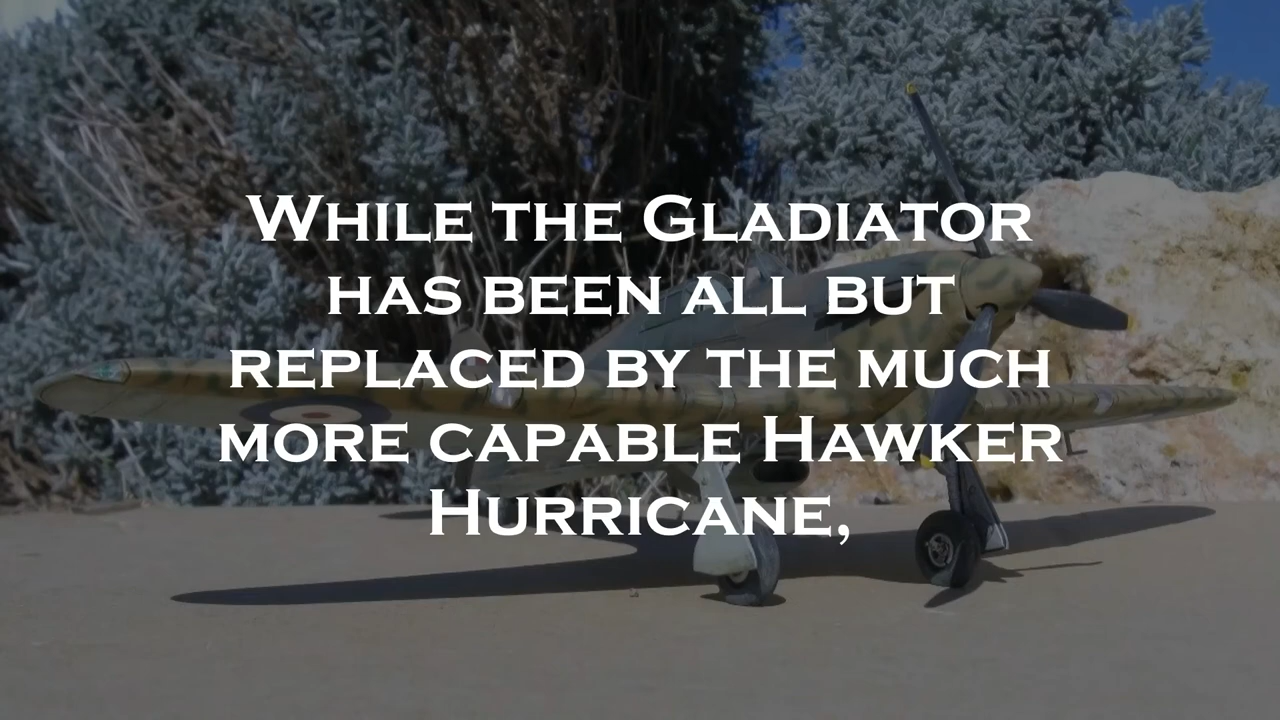 While the Gladiator
has been all but
replaced by the much
more capable Hawker
Hurricane,